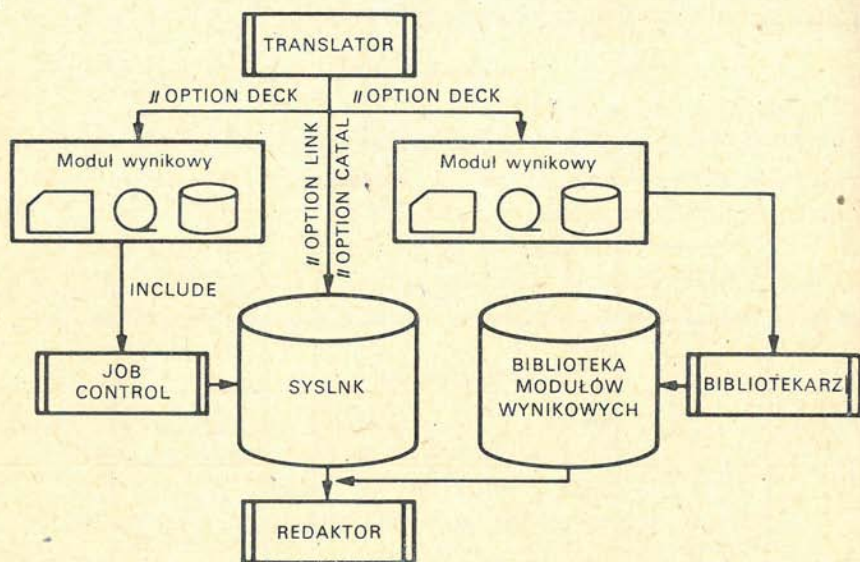 TRANSLATOR
// OPTION DECK
// OPTION DECK
Moduł wynikowy
// OPTION LINK
// OPTION CATAL
Moduł wynikowy
INCLUDE
JOB
CONTROL
SYSLNK
BIBLIOTEKA
MODUŁÓW
WYNIKOWYCH
BIBLIOTEKARZ
REDAKTOR